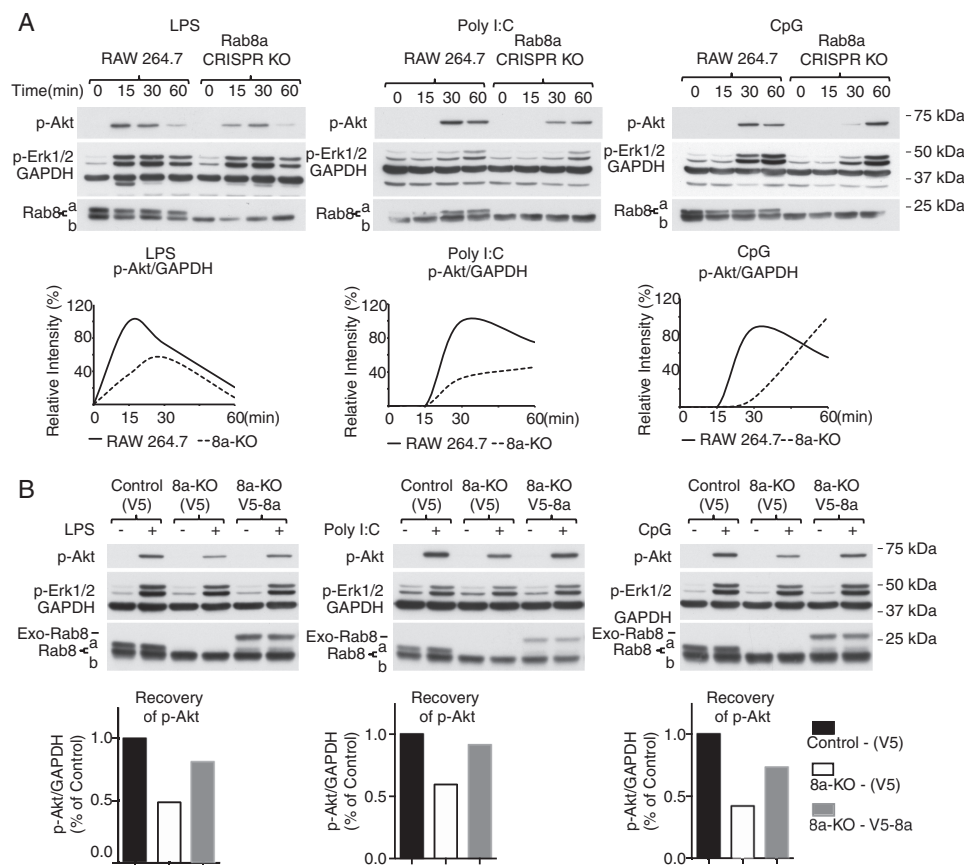 A
LPS Poly I:C CpG
RAW 264.7 Rab8a CRISPR KO RAW 264.7 Rab8a CRISPR KO RAW 264.7 Rab8a CRISPR KO
Time(min) 0 15 30 60 0 15 30 60 0 15 30 60 0 15 30 60 0 15 30 60 0 15 30 60
p-Akt p-Akt p-Akt - 75 kDa
p-Erk1/2 p-Erk1/2 p-Erk1/2 - 50 kDa
GAPDH GAPDH GAPDH - 37 kDa
Rab8 a b Rab8 a b Rab8 a b - 25 kDa
LPS Poly I:C CpG
p-Akt/GAPDH p-Akt/GAPDH p-Akt/GAPDH
Relative Intensity (%) Relative Intensity (%) Relative Intensity (%)
120 120 120
80 80 80
40 40 40
0 15 30 60(min) 0 15 30 60(min) 0 15 30 60(min)
RAW 264.7 --8a-KO RAW 264.7 --8a-KO RAW 264.7--8a-KO
B
Control (V5) 8a-KO (V5) 8a-KO V5-8a Control (V5) 8a-KO (V5) 8a-KO V5-8a Control (V5) 8a-KO (V5) 8a-KO V5-8a
LPS - + - + - + Poly I:C - + - + - + CpG - + - + - +
p-Akt p-Akt p-Akt - 75 kDa
p-Erk1/2 p-Erk1/2 p-Erk1/2 - 50 kDa
GAPDH GAPDH GAPDH - 37 kDa
Exo-Rab8 Exo-Rab8 Exo-Rab8 - 25 kDa
Rab8 a b Rab8 a b Rab8 a b
Recovery of p-Akt Recovery of p-Akt Recovery of p-Akt
p-Akt/GAPDH (% of Control) p-Akt/GAPDH (% of Control) p-Akt/GAPDH (% of Control)
1.0 1.0 1.0
0.5 0.5 0.5
0.0 0.0 0.0
Control - (V5)
8a-KO - (V5)
8a-KO - V5-8a